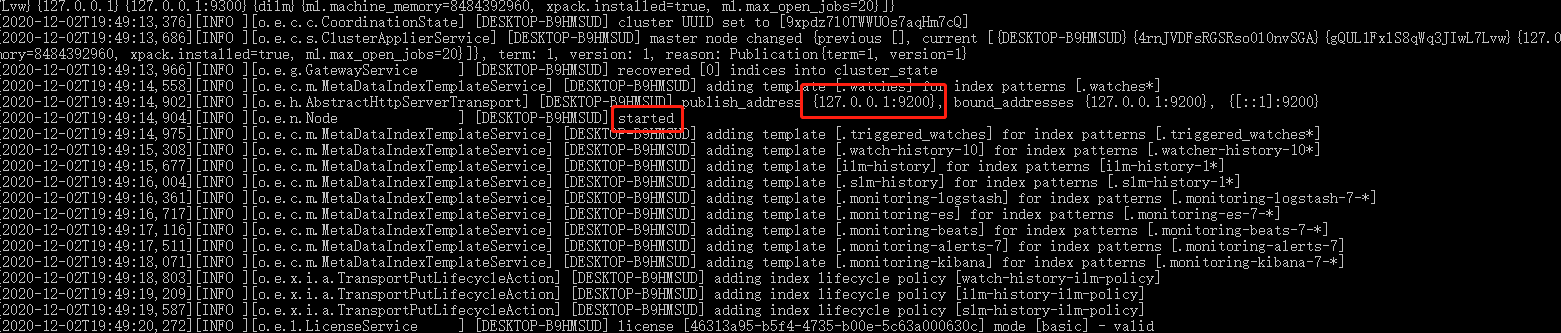 Lvw}{127.0.0.1}{127.0.0.1:9300}{dilm}{ml.machine_memory=8484392960, xpack.installed=true, ml.max_open_jobs=20}]}
[2020-12-02T19:49:13,376][INFO ][o.e.c.c.CoordinationState] [DESKTOP-B9HMSUD] cluster UUID set to [9xpdz710TWWUOs7aqHm7cQ]
[2020-12-02T19:49:13,686][INFO ][o.e.c.s.ClusterApplierService] [DESKTOP-B9HMSUD] master node changed {previous [], current [{DESKTOP-B9HMSUD}{4rnJVDFsRGSRso010nvSGA}{gQUL1Fx1S8qWq3JIwL7Lvw}{127.0
mory=8484392960, xpack.installed=true, ml.max_open_jobs=20}]}, term: 1, version: 1, reason: Publication{term=1, version=1}
[2020-12-02T19:49:13,966][INFO ][o.e.g.GatewayService     ] [DESKTOP-B9HMSUD] recovered [0] indices into cluster_state
[2020-12-02T19:49:14,558][INFO ][o.e.c.m.MetaDataIndexTemplateService] [DESKTOP-B9HMSUD] adding template [.watches] for index patterns [.watches*]
[2020-12-02T19:49:14,902][INFO ][o.e.h.AbstractHttpServerTransport] [DESKTOP-B9HMSUD] publish_address {127.0.0.1:9200}, bound_addresses {127.0.0.1:9200}, {[::1]:9200}
[2020-12-02T19:49:14,904][INFO ][o.e.n.Node               ] [DESKTOP-B9HMSUD] started
[2020-12-02T19:49:14,975][INFO ][o.e.c.m.MetaDataIndexTemplateService] [DESKTOP-B9HMSUD] adding template [.triggered_watches] for index patterns [.triggered_watches*]
[2020-12-02T19:49:15,308][INFO ][o.e.c.m.MetaDataIndexTemplateService] [DESKTOP-B9HMSUD] adding template [.watch-history-10] for index patterns [.watcher-history-10*]
[2020-12-02T19:49:15,677][INFO ][o.e.c.m.MetaDataIndexTemplateService] [DESKTOP-B9HMSUD] adding template [ilm-history] for index patterns [ilm-history-1*]
[2020-12-02T19:49:16,004][INFO ][o.e.c.m.MetaDataIndexTemplateService] [DESKTOP-B9HMSUD] adding template [.slm-history] for index patterns [.slm-history-1*]
[2020-12-02T19:49:16,361][INFO ][o.e.c.m.MetaDataIndexTemplateService] [DESKTOP-B9HMSUD] adding template [.monitoring-logstash] for index patterns [.monitoring-logstash-7-*]
[2020-12-02T19:49:16,717][INFO ][o.e.c.m.MetaDataIndexTemplateService] [DESKTOP-B9HMSUD] adding template [.monitoring-es] for index patterns [.monitoring-es-7-*]
[2020-12-02T19:49:17,116][INFO ][o.e.c.m.MetaDataIndexTemplateService] [DESKTOP-B9HMSUD] adding template [.monitoring-beats] for index patterns [.monitoring-beats-7-*]
[2020-12-02T19:49:17,511][INFO ][o.e.c.m.MetaDataIndexTemplateService] [DESKTOP-B9HMSUD] adding template [.monitoring-alerts-7] for index patterns [.monitoring-alerts-7]
[2020-12-02T19:49:18,071][INFO ][o.e.c.m.MetaDataIndexTemplateService] [DESKTOP-B9HMSUD] adding template [.monitoring-kibana] for index patterns [.monitoring-kibana-7-*]
[2020-12-02T19:49:18,803][INFO ][o.e.x.i.a.TransportPutLifecycleAction] [DESKTOP-B9HMSUD] adding index lifecycle policy [watch-history-ilm-policy]
[2020-12-02T19:49:19,209][INFO ][o.e.x.i.a.TransportPutLifecycleAction] [DESKTOP-B9HMSUD] adding index lifecycle policy [ilm-history-ilm-policy]
[2020-12-02T19:49:19,587][INFO ][o.e.x.i.a.TransportPutLifecycleAction] [DESKTOP-B9HMSUD] adding index lifecycle policy [slm-history-ilm-policy]
[2020-12-02T19:49:20,272][INFO ][o.e.l.LicenseService     ] [DESKTOP-B9HMSUD] license [46313a95-b5f4-4735-b00e-5c63a000630c] mode [basic] - valid